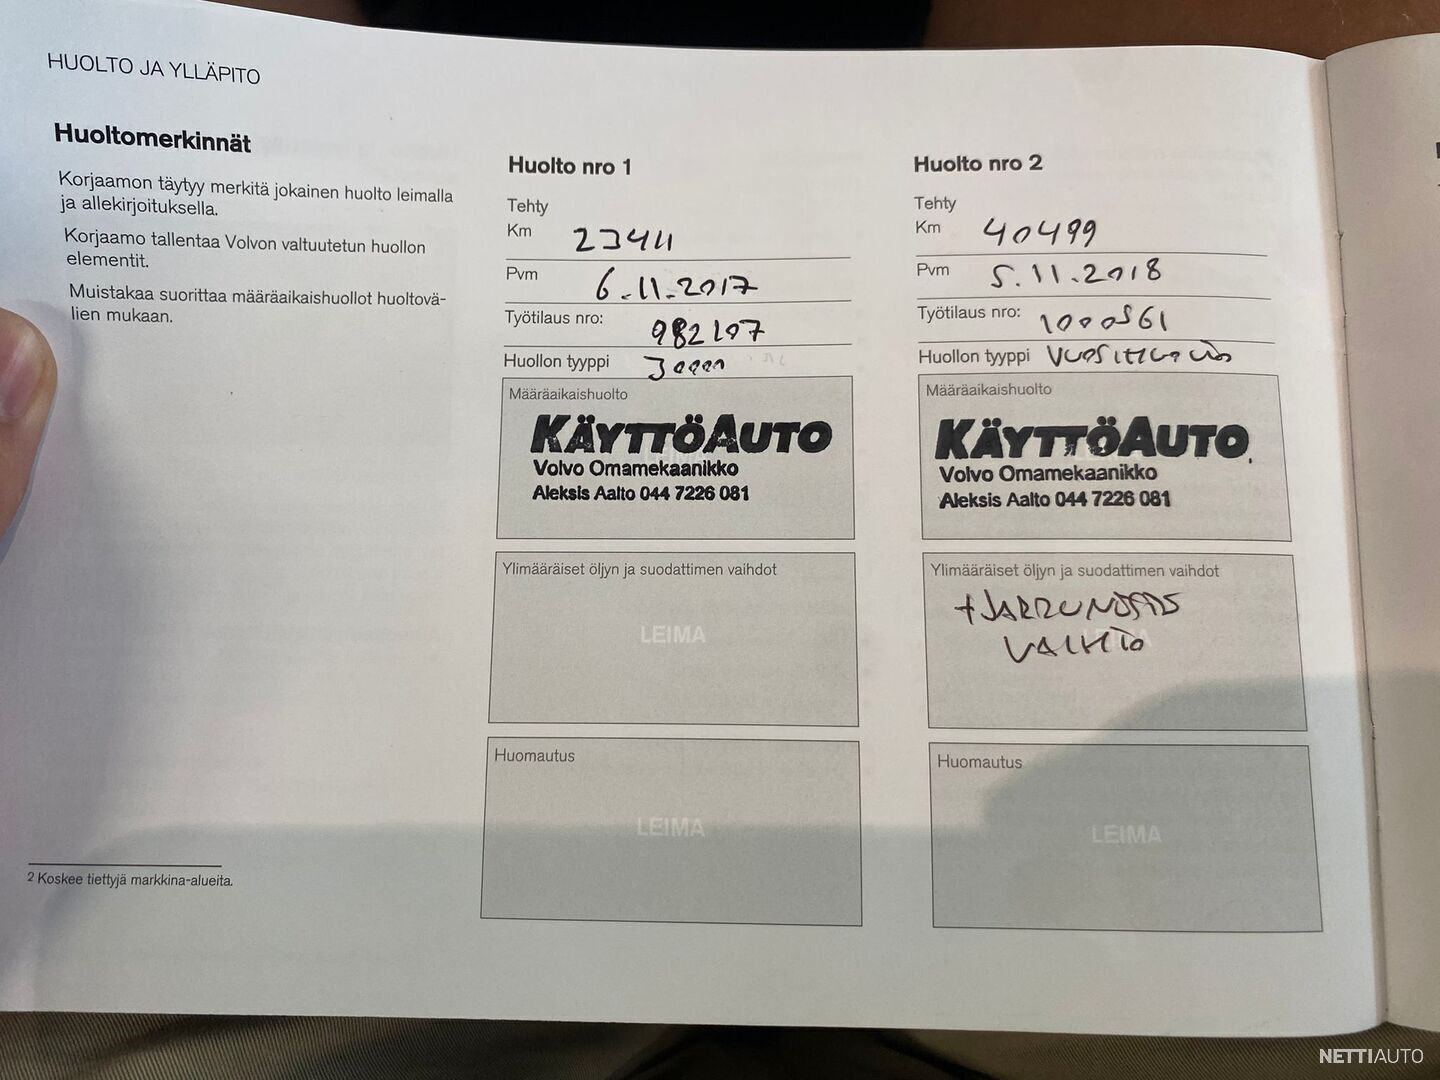 HUOLTO JA YLLÄPITO
Huoltomerkinnät
Korjaamon täytyy merkitä jokainen huolto leimalla
ja allekirjoituksella.
Korjaamo tallentaa Volvon valtuutetun huollon
elementit.
Muistakaa suorittaa määräaikaishuollot huoltovä-
lien mukaan.
2 Koskee tiettyjä markkina-alueita.
Huolto nro 1
Tehty
Km 23411
Pvm 6.11.2017
Työtilaus nro: 982107
Huollon tyyppi
Määräaikaishuolto
KÄYTTÖAUTO
Volvo Omamekaanikko
Aleksis Aalto 044 7226 081
Ylimääräiset öljyn ja suodattimen vaihdot
LEIMA
Huomautus
LEIMA
Huolto nro 2
Tehty
Km 40499
Pvm 5.11.2018
Työtilaus nro: 1000561
Huollon tyyppi
Määräaikaishuolto
KÄYTTÖAUTO
Volvo Omamekaanikko
Aleksis Aalto 044 7226 081
Ylimääräiset öljyn ja suodattimen vaihdot
VAIHTO
Huomautus
LEIMA
NETTIAUTO